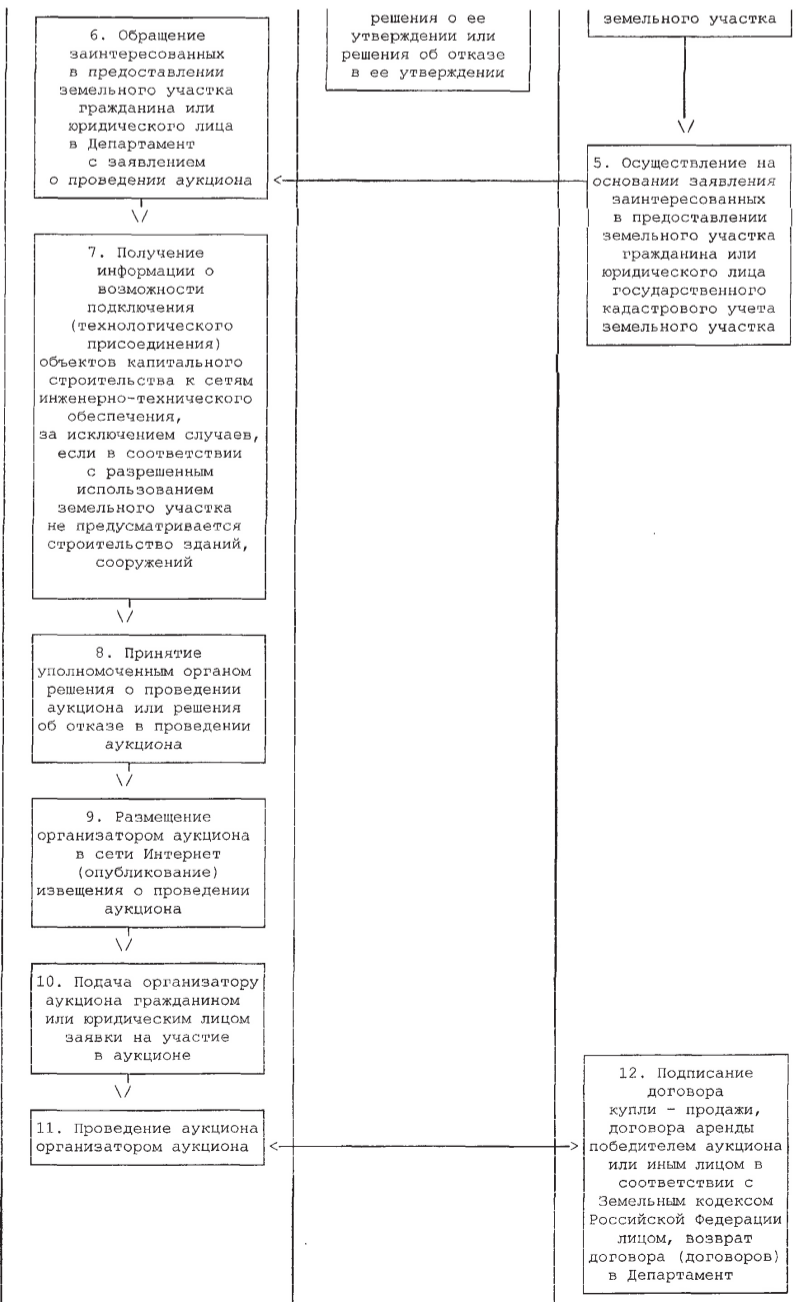 решения о ее
утверждении или
решения об отказе
в ее утверждении
земельного участка
6. Обращение
заинтересованных
в предоставлении
земельного участка
гражданина или
юридического лица
в Департамент
с заявлением
о проведении аукциона
5. Осуществление на
основании заявления
заинтересованных
в предоставлении
земельного участка
гражданина или
юридического лица
государственного
кадастрового учета
земельного участка
7. Получение
информации о
возможности
подключения
(технологического
присоединения)
объектов капитального
строительства к сетям
инженерно-технического
обеспечения,
за исключением случаев,
если в соответствии
с разрешенным
использованием
земельного участка
не предусматривается
строительство зданий,
сооружений
8. Принятие
уполномоченным органом
решения о проведении
аукциона или решения
об отказе в проведении
аукциона
9. Размещение
организатором аукциона
в сети Интернет
(опубликование)
извещения о проведении
аукциона
10. Подача организатору
аукциона гражданином
или юридическим лицом
заявки на участие
в аукционе
11. Проведение аукциона
организатором аукциона
12. Подписание
договора
купли - продажи,
договора аренды
победителем аукциона
или иным лицом в
соответствии с
Земельным кодексом
Российской Федерации
лицом, возврат
договора (договоров)
в Департамент